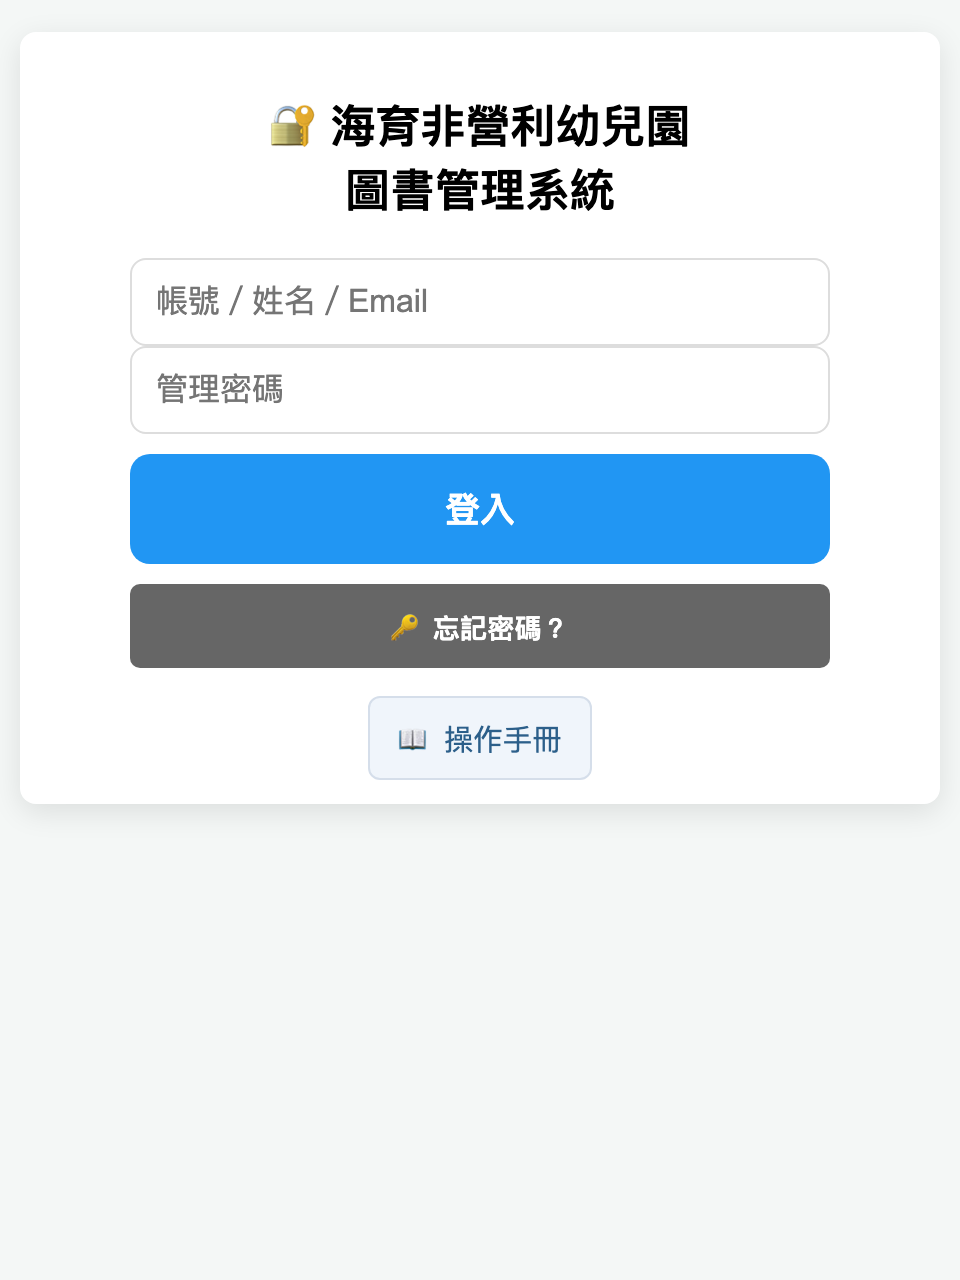 🔐 海育非營利幼兒園
圖書管理系統
帳號 / 姓名 / Email
管理密碼
登入
🔑 忘記密碼？
📖 操作手冊